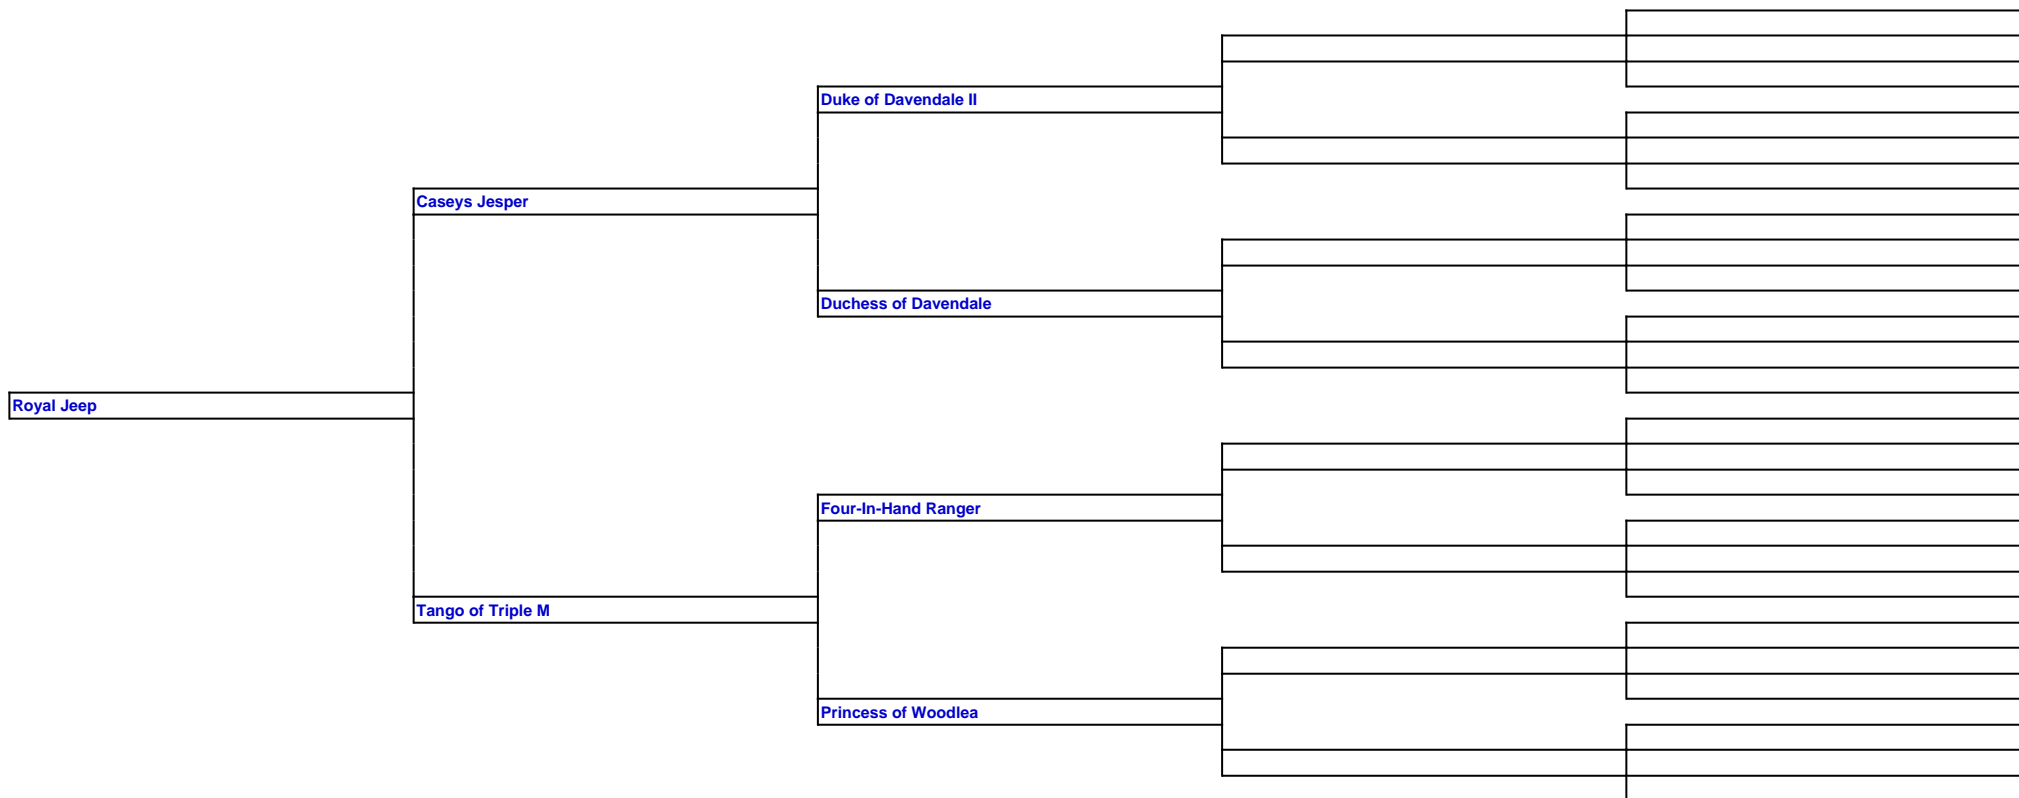 Duke of Davendale II
Caseys Jesper
Duchess of Davendale
Royal Jeep
Four-In-Hand Ranger
Tango of Triple M
Princess of Woodlea